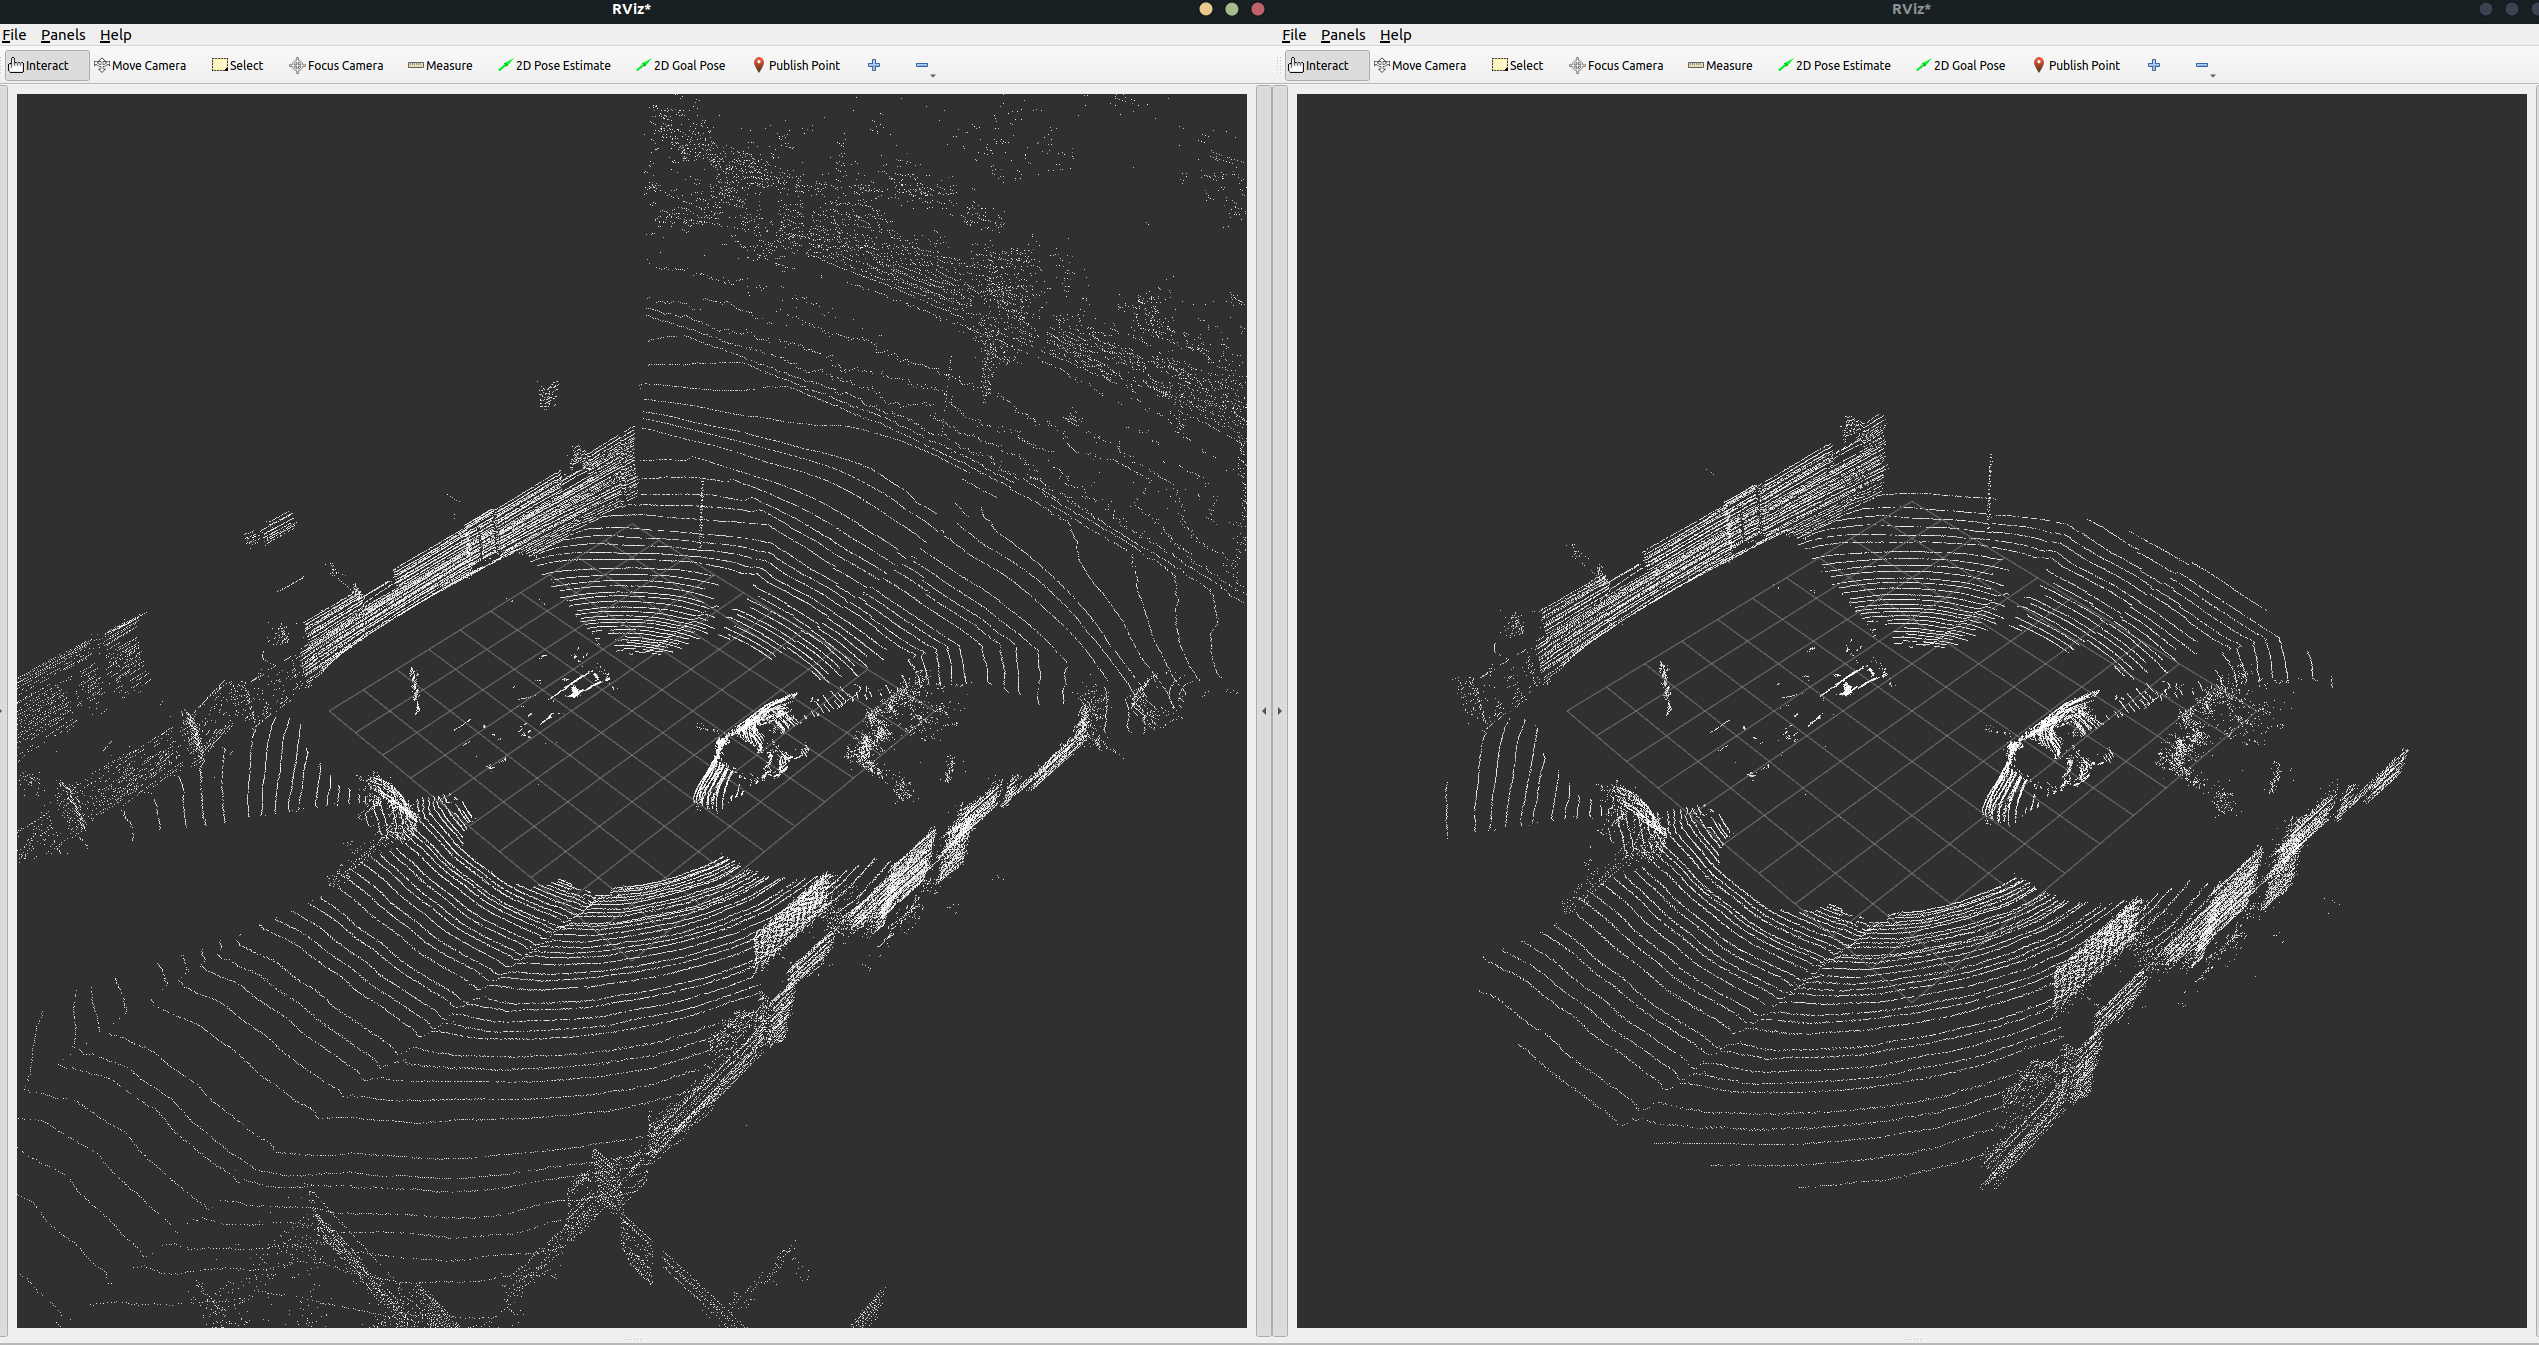 RViz*
File Panels Help
Interact Move Camera Select Focus Camera Measure 2D Pose Estimate 2D Goal Pose Publish Point
RViz*
File Panels Help
Interact Move Camera Select Focus Camera Measure 2D Pose Estimate 2D Goal Pose Publish Point